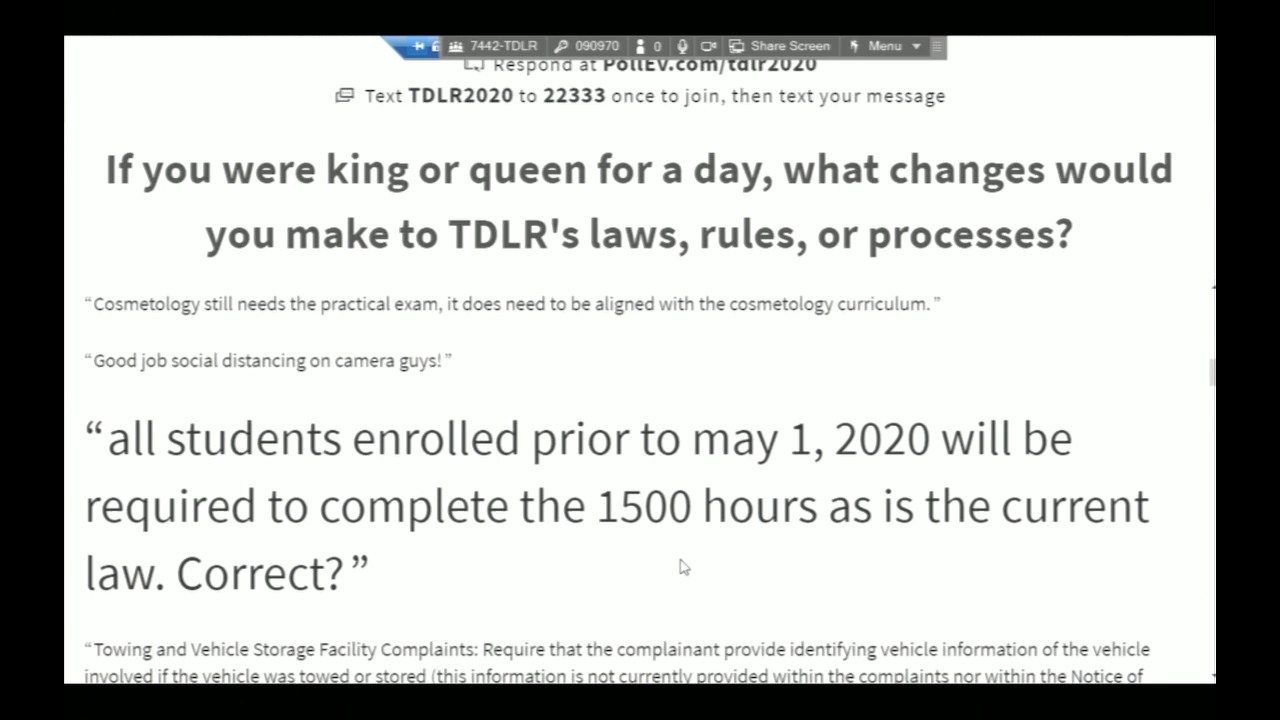 7442-TDLR 090970 0 Share Screen Menu
Respond at PollEv.com/tdlr2020
Text TDLR2020 to 22333 once to join, then text your message
If you were king or queen for a day, what changes would
you make to TDLR's laws, rules, or processes?
“Cosmetology still needs the practical exam, it does need to be aligned with the cosmetology curriculum.”
“Good job social distancing on camera guys!”
“all students enrolled prior to may 1, 2020 will be
required to complete the 1500 hours as is the current
law. Correct?”
“Towing and Vehicle Storage Facility Complaints: Require that the complainant provide identifying vehicle information of the vehicle
involved if the vehicle was towed or stored (this information is not currently provided within the complaints nor within the Notice of